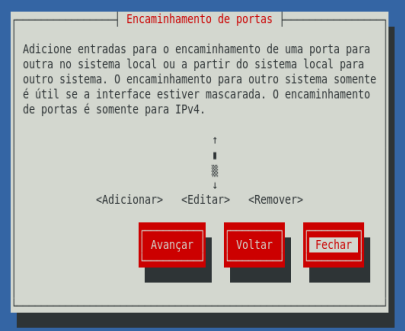 Encaminhamento de portas
Adicione entradas para o encaminhamento de uma porta para
outra no sistema local ou a partir do sistema local para
outro sistema. O encaminhamento para outro sistema somente
é útil se a interface estiver mascarada. O encaminhamento
de portas é somente para IPv4.
<Adicionar> <Editar> <Remover>
Avançar Voltar Fechar